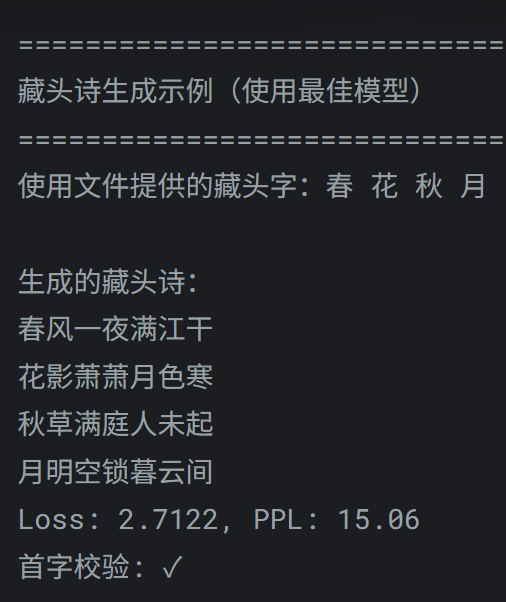 ==============================
藏头诗生成示例（使用最佳模型）
==============================
使用文件提供的藏头字：春 花 秋 月
生成的藏头诗：
春风一夜满江干
花影萧萧月色寒
秋草满庭人未起
月明空锁暮云间
Loss: 2.7122, PPL: 15.06
首字校验: ✓